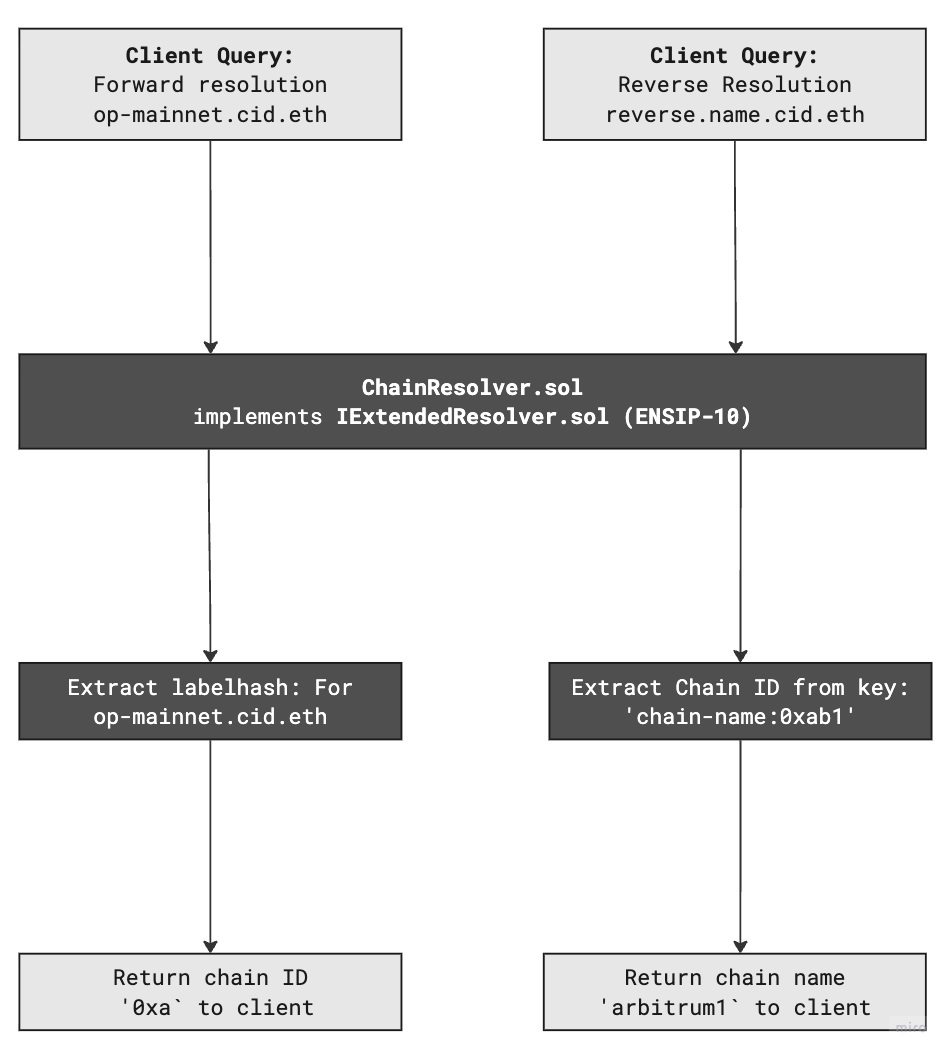 Client Query:
Forward resolution
op-mainnet.cid.eth
Client Query:
Reverse Resolution
reverse.name.cid.eth
ChainResolver.sol
implements IExtendedResolver.sol (ENSIP-10)
Extract labelhash: For
op-mainnet.cid.eth
Extract Chain ID from key:
'chain-name:0xab1'
Return chain ID
'0xa` to client
Return chain name
'arbitrum1` to client
miro